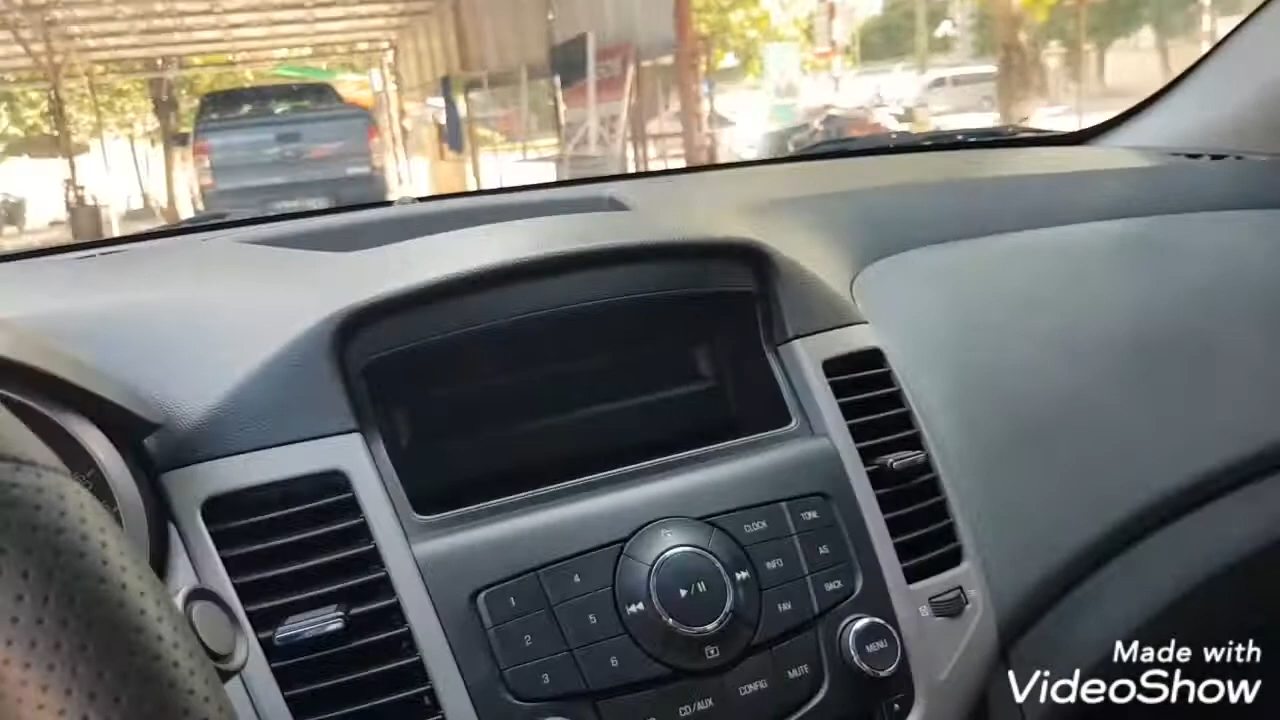 CLOCK
TONE
INFO
AS
FAV
BACK
1
4
2
5
3
6
MENU
CD/AUX
CONFIG
MUTE
Made with
VideoShow